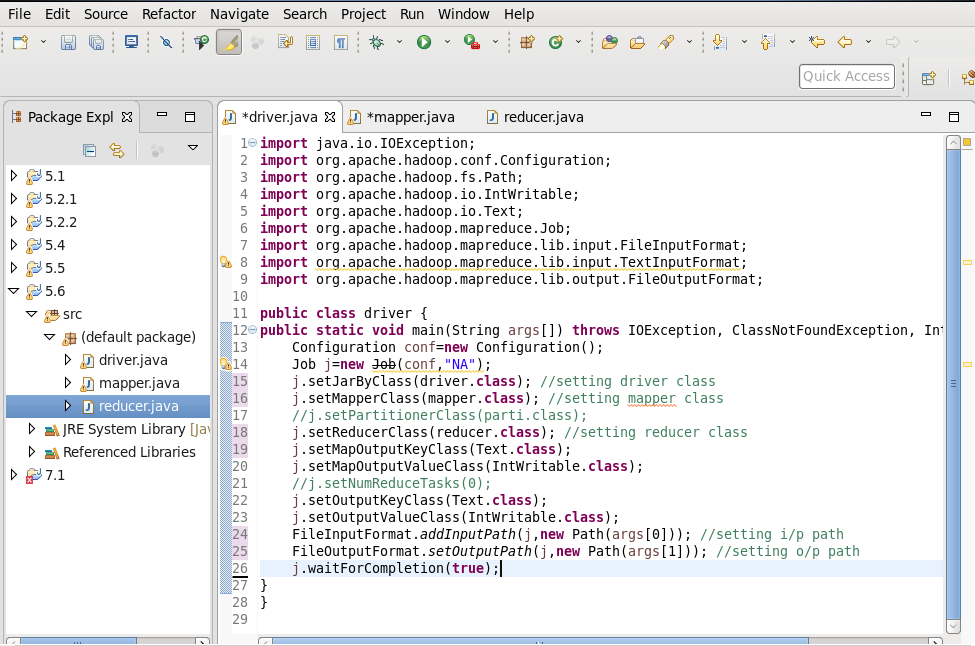 File Edit Source Refactor Navigate Search Project Run Window Help
Quick Access
Package Expl
*driver.java
*mapper.java
reducer.java
5.1
5.2.1
5.2.2
5.4
5.5
5.6
src
(default package)
driver.java
mapper.java
reducer.java
JRE System Library [Jav
Referenced Libraries
7.1
1 import java.io.IOException;
2 import org.apache.hadoop.conf.Configuration;
3 import org.apache.hadoop.fs.Path;
4 import org.apache.hadoop.io.IntWritable;
5 import org.apache.hadoop.io.Text;
6 import org.apache.hadoop.mapreduce.Job;
7 import org.apache.hadoop.mapreduce.lib.input.FileInputFormat;
8 import org.apache.hadoop.mapreduce.lib.input.TextInputFormat;
9 import org.apache.hadoop.mapreduce.lib.output.FileOutputFormat;
10
11 public class driver {
12 public static void main(String args[]) throws IOException, ClassNotFoundException, Int
13 Configuration conf=new Configuration();
14 Job j=new Job(conf,"NA");
15 j.setJarByClass(driver.class); //setting driver class
16 j.setMapperClass(mapper.class); //setting mapper class
17 //j.setPartitionerClass(parti.class);
18 j.setReducerClass(reducer.class); //setting reducer class
19 j.setMapOutputKeyClass(Text.class);
20 j.setMapOutputValueClass(IntWritable.class);
21 //j.setNumReduceTasks(0);
22 j.setOutputKeyClass(Text.class);
23 j.setOutputValueClass(IntWritable.class);
24 FileInputFormat.addInputPath(j,new Path(args[0])); //setting i/p path
25 FileOutputFormat.setOutputPath(j,new Path(args[1])); //setting o/p path
26 j.waitForCompletion(true);
27 }
28 }
29